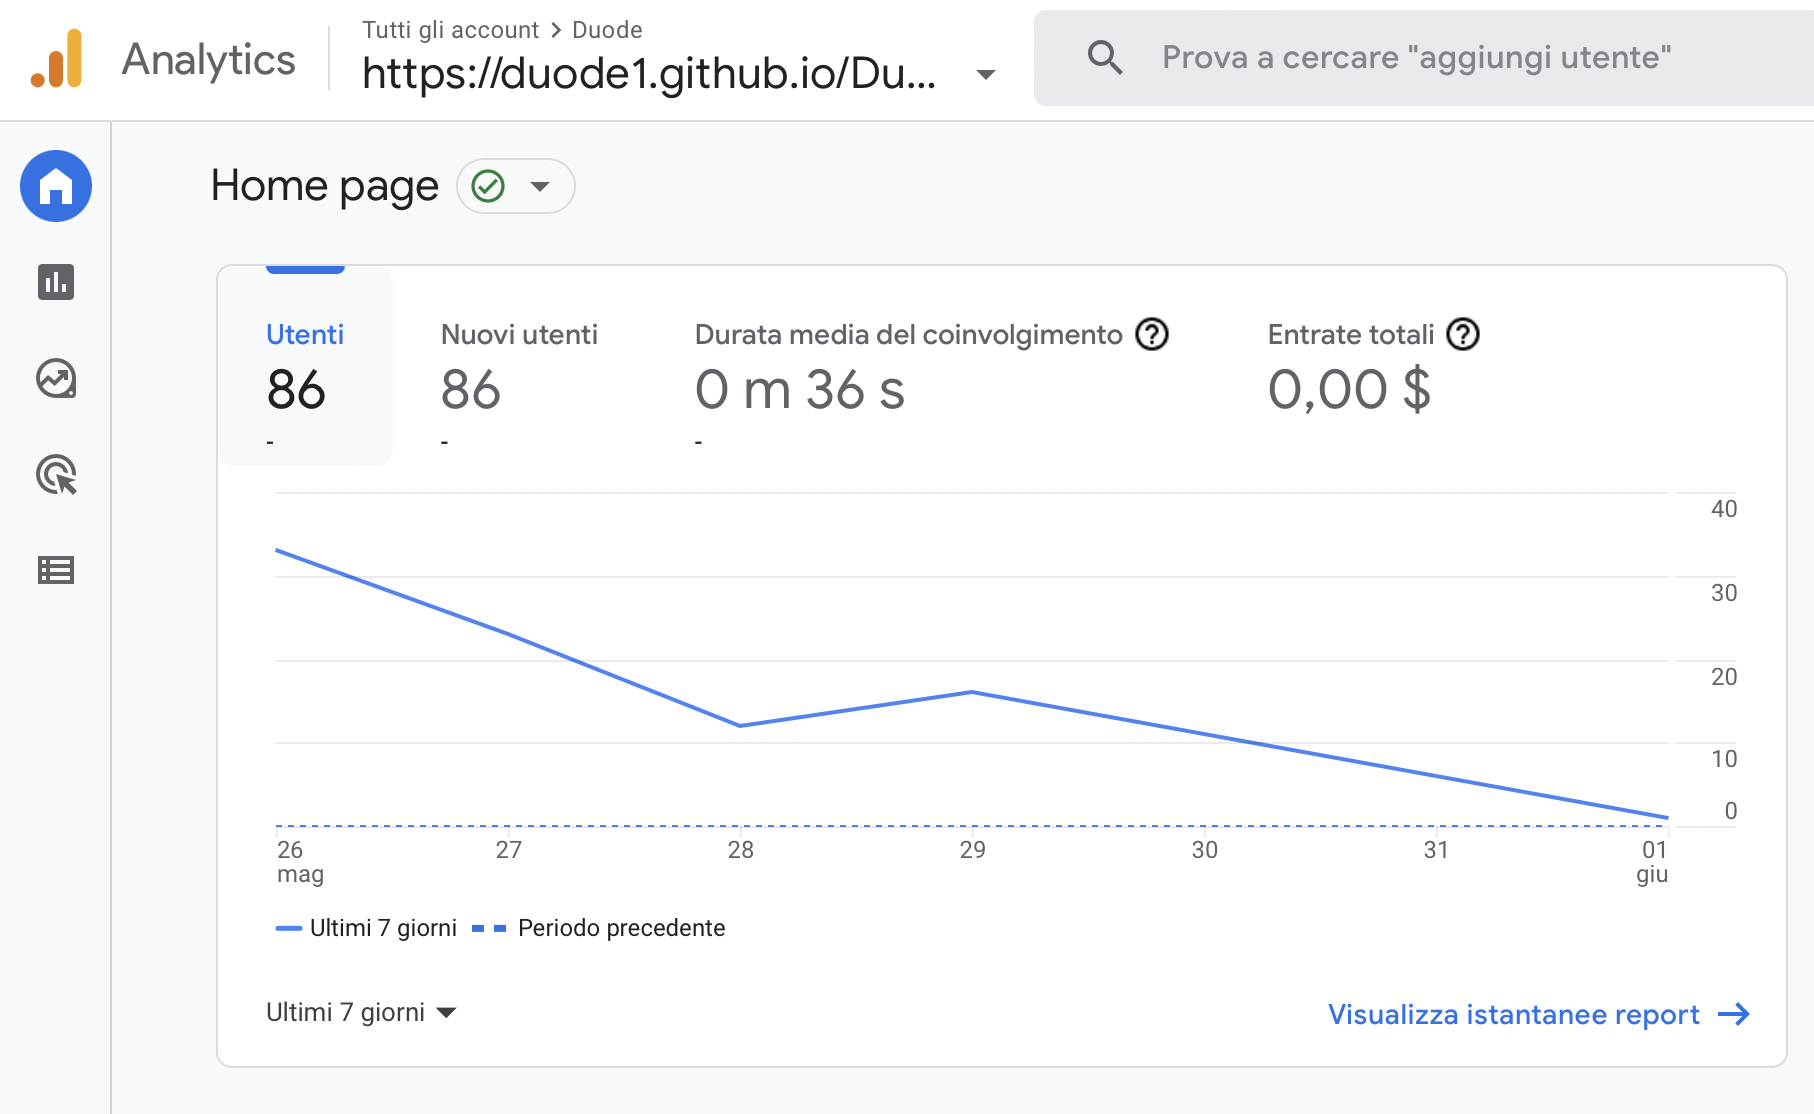 Analytics
Tutti gli account > Duode
https://duode1.github.io/Du...
Prova a cercare "aggiungi utente"
Home page
Utenti
86
-
Nuovi utenti
86
-
Durata media del coinvolgimento ?
0 m 36 s
-
Entrate totali ?
0,00 $
40
30
20
10
0
26 mag
27
28
29
30
31
01 giu
Ultimi 7 giorni
Periodo precedente
Ultimi 7 giorni
Visualizza istantanee report